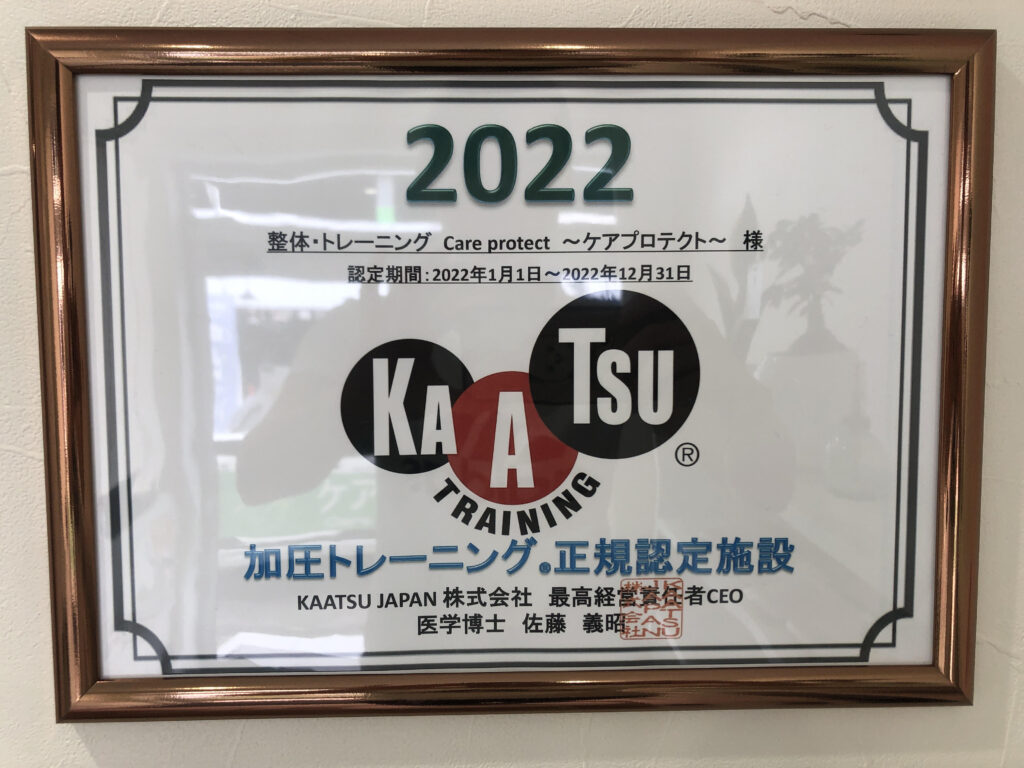 2022
整体・トレーニング Care protect ～ケアプロテクト～ 様
認定期間：2022年1月1日～2022年12月31日
KAATSU
®
TRAINING
加圧トレーニング®正規認定施設
KAATSU JAPAN 株式会社 最高経営責任者CEO
医学博士 佐藤 義昭